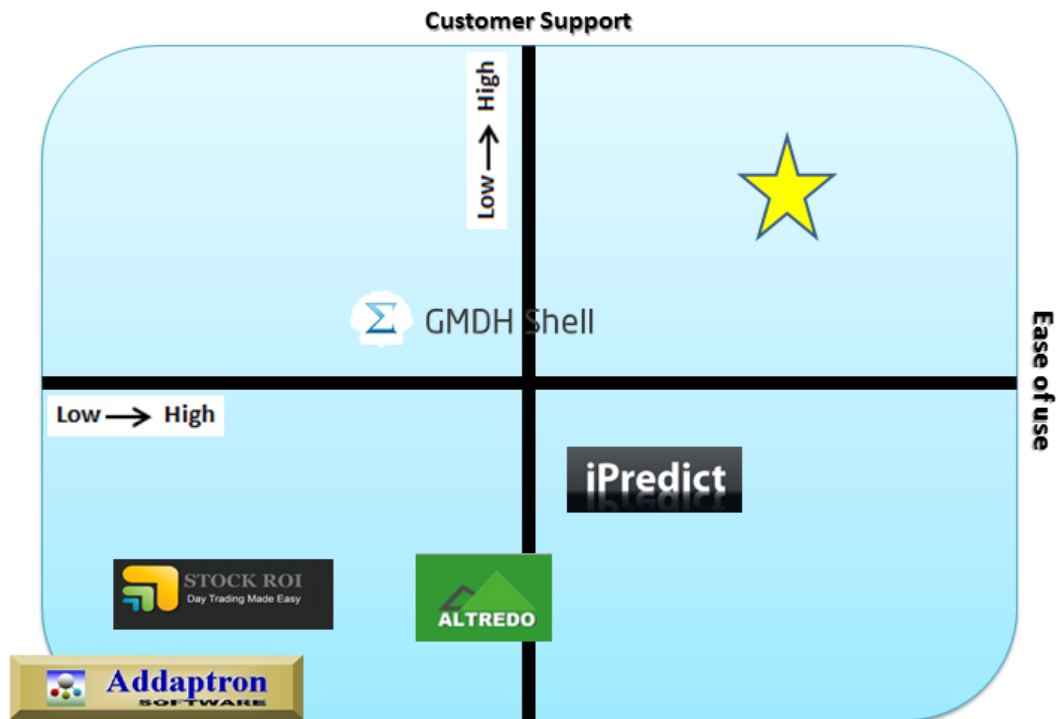 Customer Support
Low → High
Σ GMDH Shell
Ease of use
Low → High
iPredict
STOCK ROI
Day Trading Made Easy
ALTREDO
Addaptron
SOFTWARE